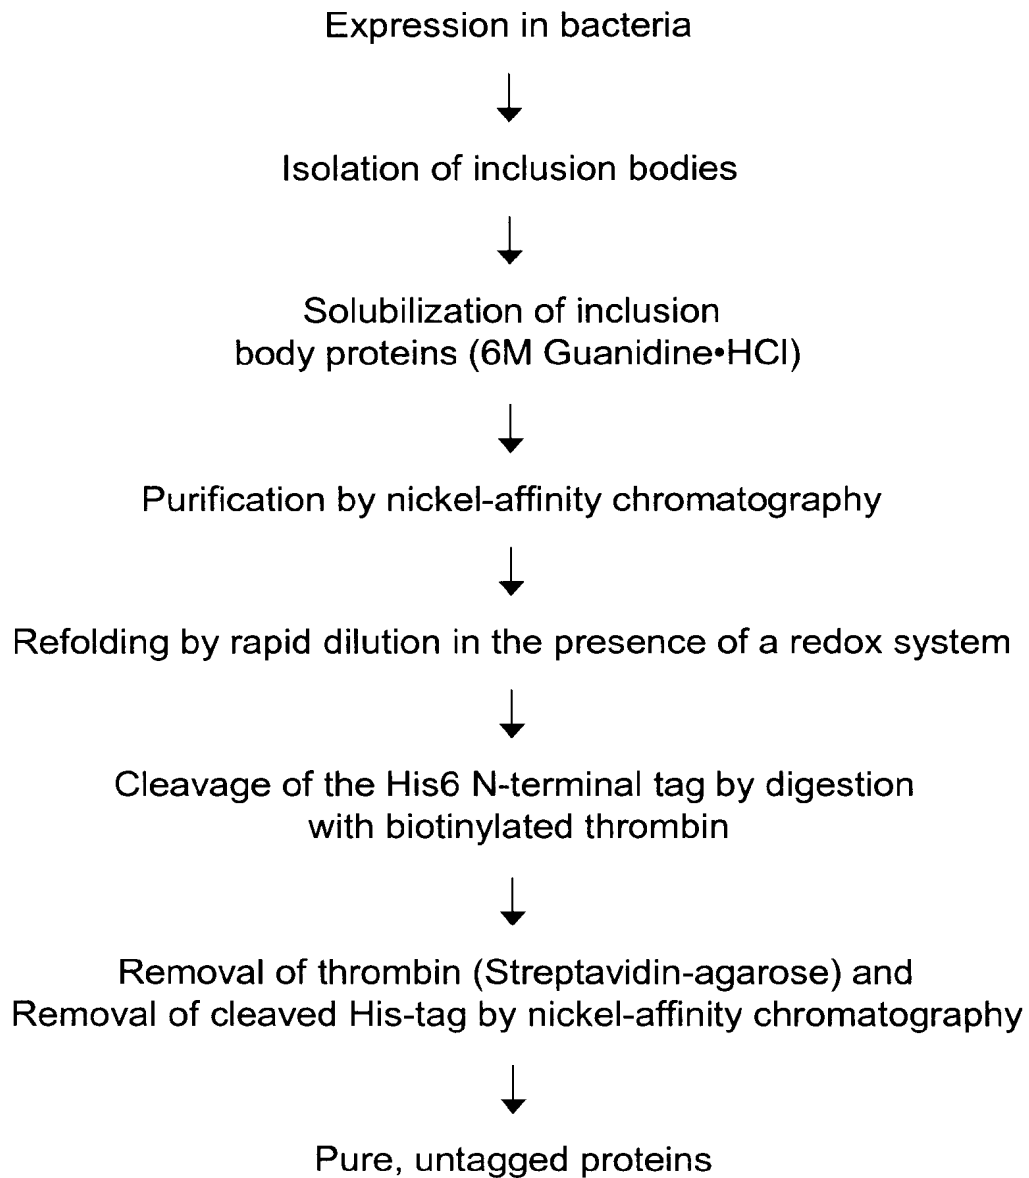 Expression in bacteria
Isolation of inclusion bodies
Solubilization of inclusion
body proteins (6M Guanidine•HCl)
Purification by nickel-affinity chromatography
Refolding by rapid dilution in the presence of a redox system
Cleavage of the His6 N-terminal tag by digestion
with biotinylated thrombin
Removal of thrombin (Streptavidin-agarose) and
Removal of cleaved His-tag by nickel-affinity chromatography
Pure, untagged proteins